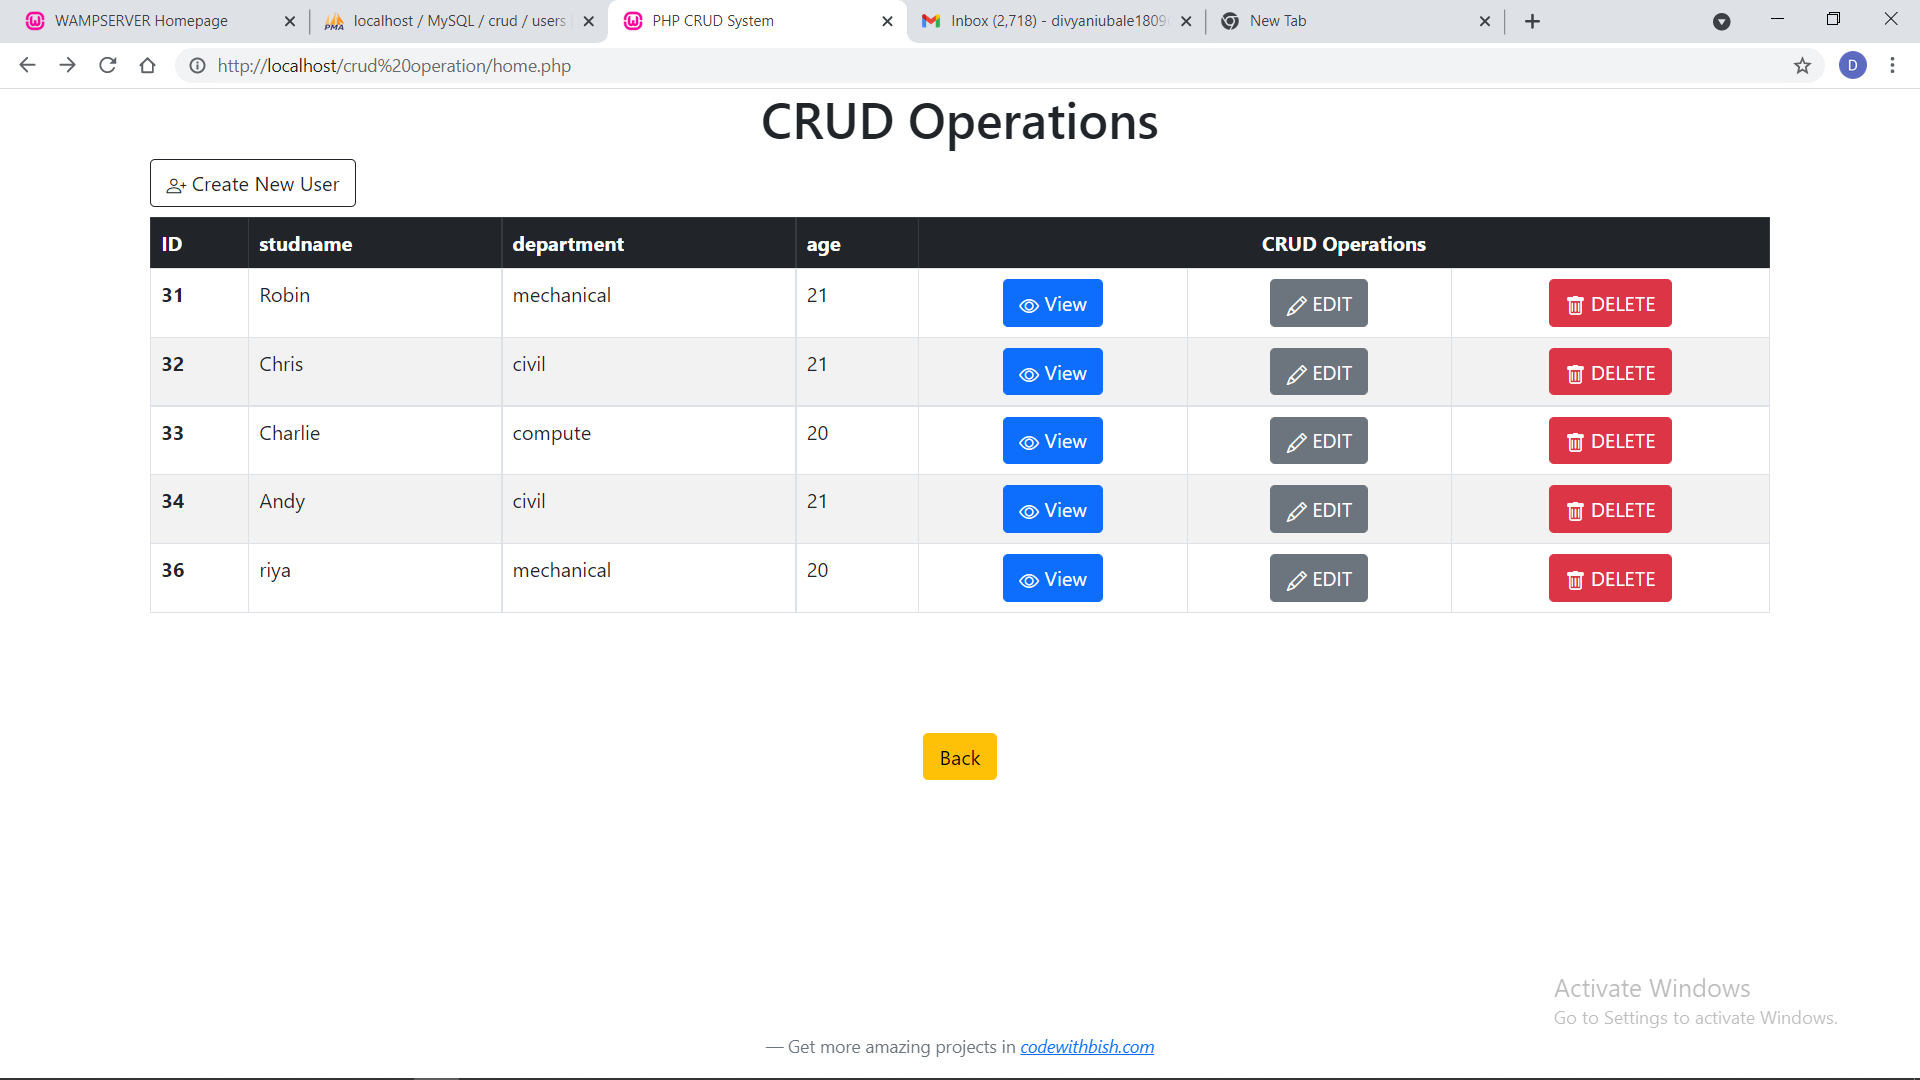 WAMPSERVER Homepage
localhost / MySQL / crud / users
PHP CRUD System
Inbox (2,718) - divyaniubale1809
New Tab
http://localhost/crud%20operation/home.php
D
CRUD Operations
Create New User
ID studname department age CRUD Operations
31 Robin mechanical 21 View EDIT DELETE
32 Chris civil 21 View EDIT DELETE
33 Charlie compute 20 View EDIT DELETE
34 Andy civil 21 View EDIT DELETE
36 riya mechanical 20 View EDIT DELETE
Back
Activate Windows
Go to Settings to activate Windows.
— Get more amazing projects in codewithbish.com